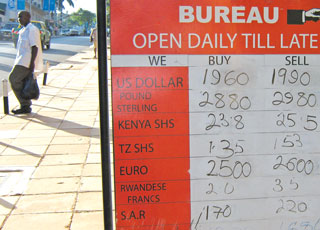 BUREAU
OPEN DAILY TILL LATE
WE BUY SELL
US DOLLAR 1960 1990
POUND STERLING 2880 2980
KENYA SHS 23.8 25.5
TZ SHS 1.35 1.53
EURO 2500 2600
RWANDESE FRANCS 2.0 3.5
S.A.R 170 220